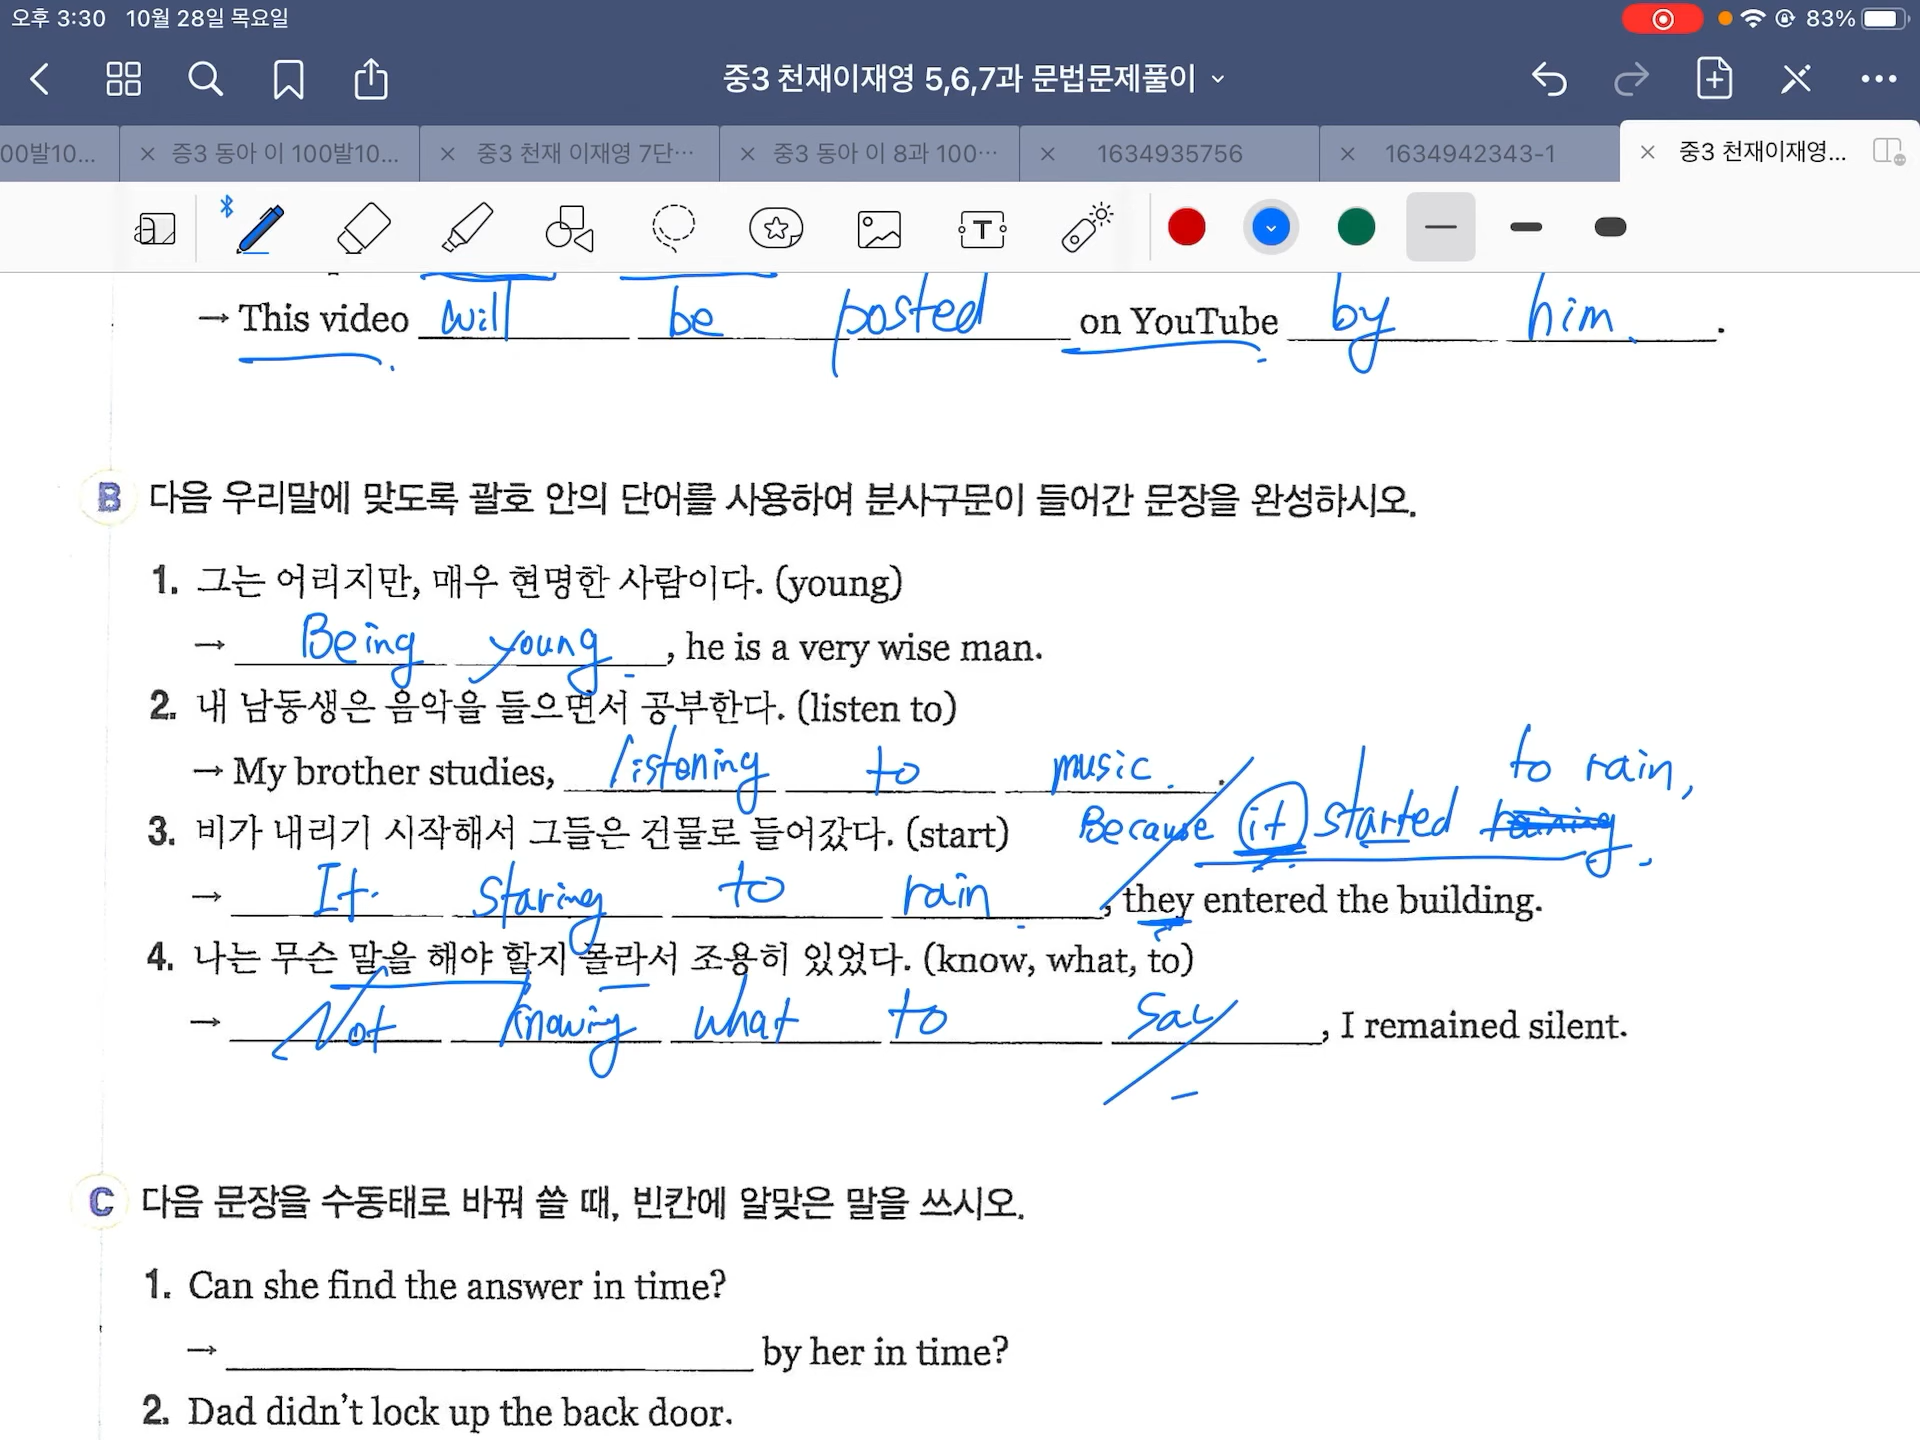 오후 3:30 10월 28일 목요일 83%
중3 천재이재영 5,6,7과 문법문제풀이
00발10... 중3 동아 이 100발10... 중3 천재 이재영 7단… 중3 동아 이 8과 100… 1634935756 1634942343-1 중3 천재이재영...
→ This video will be posted on YouTube by him .
B 다음 우리말에 맞도록 괄호 안의 단어를 사용하여 분사구문이 들어간 문장을 완성하시오.
1. 그는 어리지만, 매우 현명한 사람이다. (young)
→ Being young , he is a very wise man.
2. 내 남동생은 음악을 들으면서 공부한다. (listen to)
→ My brother studies, listening to music .
to rain,
3. 비가 내리기 시작해서 그들은 건물로 들어갔다. (start) Because it started raining,
→ It staring to rain , they entered the building.
4. 나는 무슨 말을 해야 할지 몰라서 조용히 있었다. (know, what, to)
→ Not knowing what to say , I remained silent.
C 다음 문장을 수동태로 바꿔 쓸 때, 빈칸에 알맞은 말을 쓰시오.
1. Can she find the answer in time?
→ by her in time?
2. Dad didn't lock up the back door.